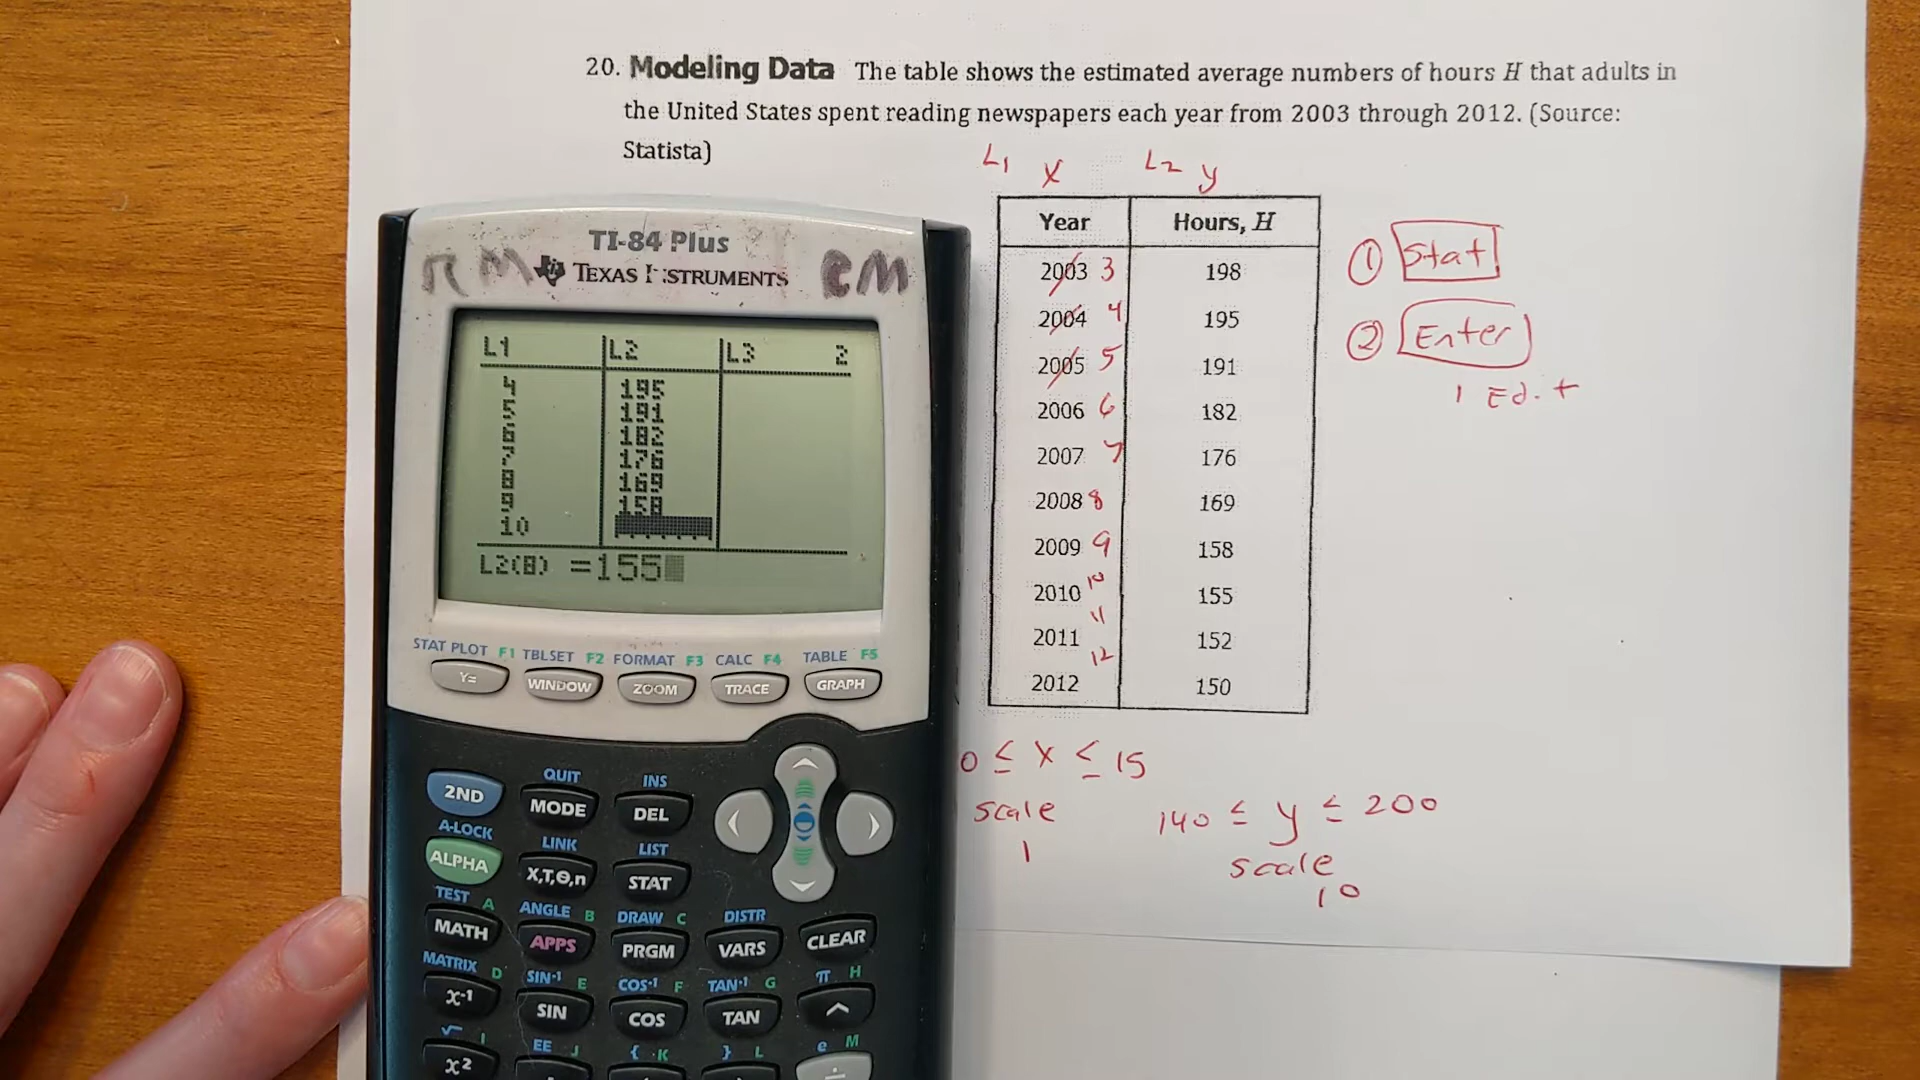 20. Modeling Data The table shows the estimated average numbers of hours H that adults in
the United States spent reading newspapers each year from 2003 through 2012. (Source:
Statista)
L1 x L2 y
Year Hours, H
2003 3 198
2004 4 195
2005 5 191
2006 6 182
2007 7 176
2008 8 169
2009 9 158
2010 10 155
2011 11 152
2012 12 150
① Stat
② Enter
1 Edit
0 ≤ x ≤ 15
scale
1
140 ≤ y ≤ 200
scale
10
TI-84 Plus
TEXAS INSTRUMENTS
RM CM
L1 L2 L3 2
4 195
5 191
6 182
7 176
8 169
9 158
10
L2(8) =155
STAT PLOT F1 TBLSET F2 FORMAT F3 CALC F4 TABLE F5
Y= WINDOW ZOOM TRACE GRAPH
QUIT INS
2ND MODE DEL
A-LOCK LINK LIST
ALPHA X,T,Θ,n STAT
TEST A ANGLE B DRAW C DISTR
MATH APPS PRGM VARS CLEAR
MATRIX D SIN-1 E COS-1 F TAN-1 G π H
x-1 SIN COS TAN ^
√ I EE J { K } L e M
x2 ÷